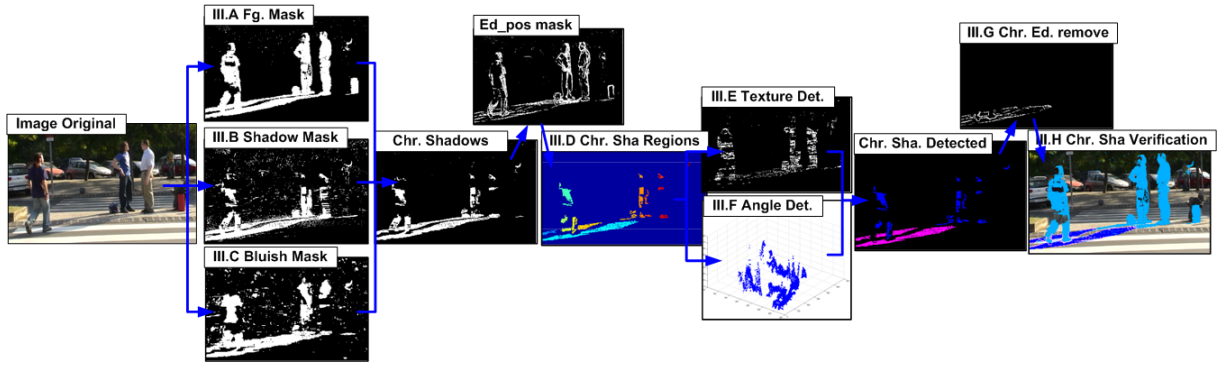 Image Original
III.A Fg. Mask
III.B Shadow Mask
III.C Bluish Mask
Chr. Shadows
Ed_pos mask
III.D Chr. Sha Regions
III.E Texture Det.
III.F Angle Det.
Chr. Sha. Detected
III.G Chr. Ed. remove
III.H Chr. Sha Verification